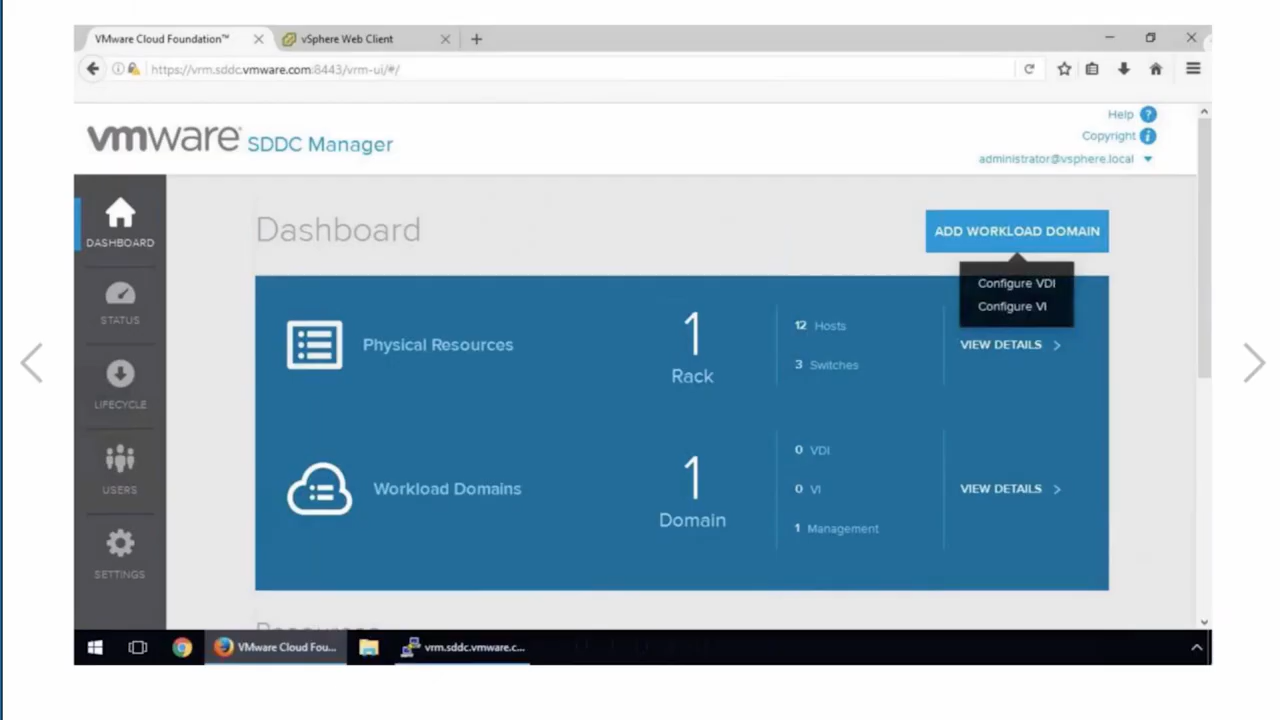 VMware Cloud Foundation™
vSphere Web Client
https://vrm.sddc.vmware.com:8443/vrm-ui/#/
Help ?
vmware SDDC Manager
Copyright i
administrator@vsphere.local
DASHBOARD
STATUS
LIFECYCLE
USERS
SETTINGS
Dashboard
ADD WORKLOAD DOMAIN
Configure VDI
Configure VI
Physical Resources
1
Rack
12 Hosts
3 Switches
VIEW DETAILS >
Workload Domains
1
Domain
0 VDI
0 VI
1 Management
VIEW DETAILS >
Resources
VMware Cloud Fou...
vrm.sddc.vmware.c...